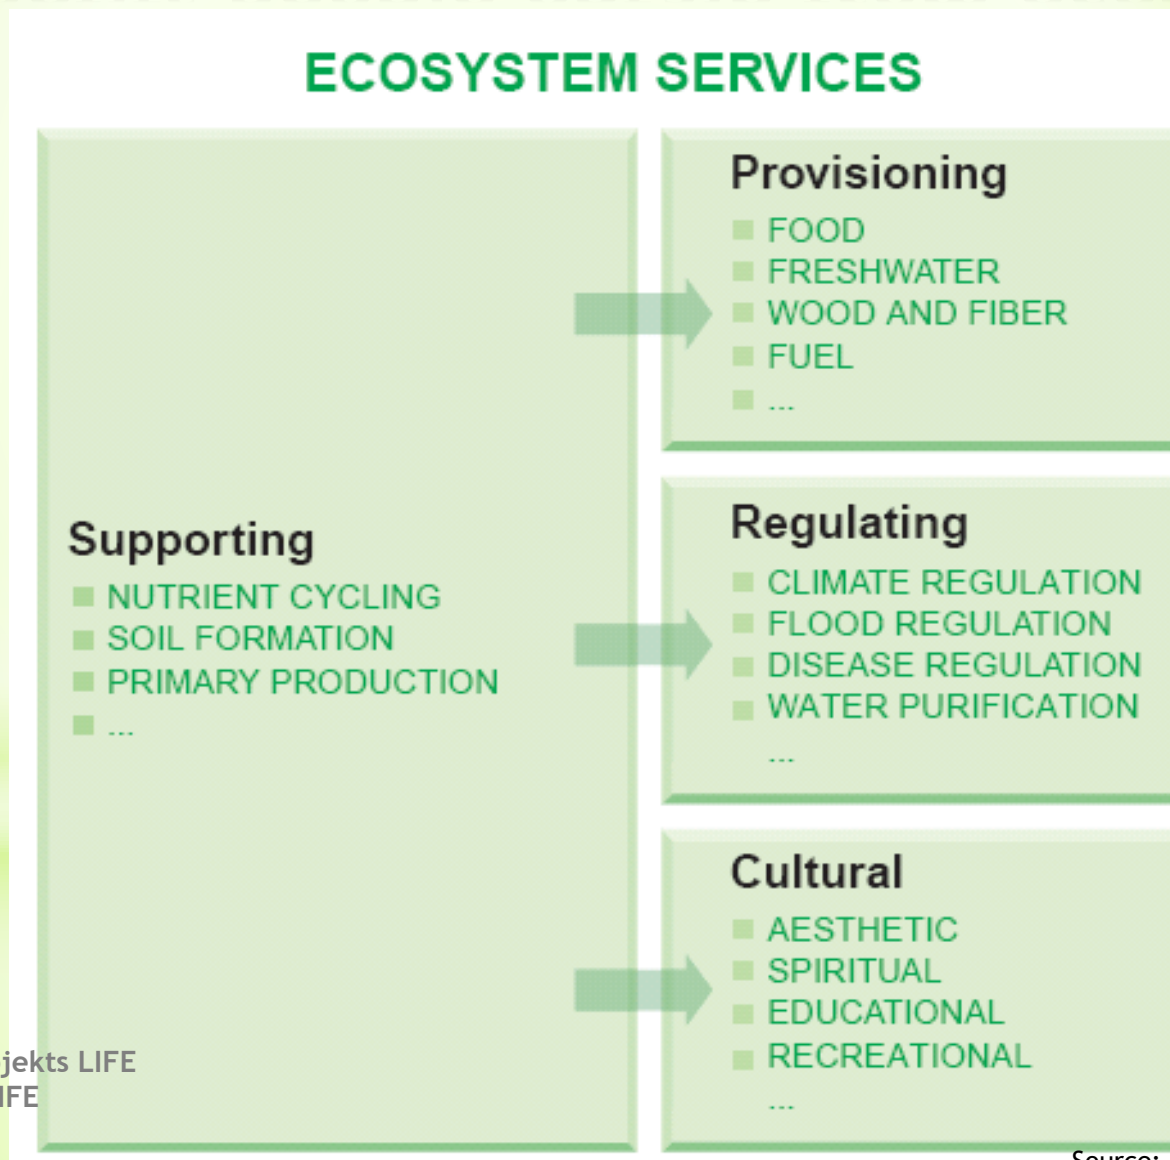 ECOSYSTEM SERVICES
Supporting
NUTRIENT CYCLING
SOIL FORMATION
PRIMARY PRODUCTION
...
Provisioning
FOOD
FRESHWATER
WOOD AND FIBER
FUEL
...
Regulating
CLIMATE REGULATION
FLOOD REGULATION
DISEASE REGULATION
WATER PURIFICATION
...
Cultural
AESTHETIC
SPIRITUAL
EDUCATIONAL
RECREATIONAL
...
jekts LIFE
IFE
Source: